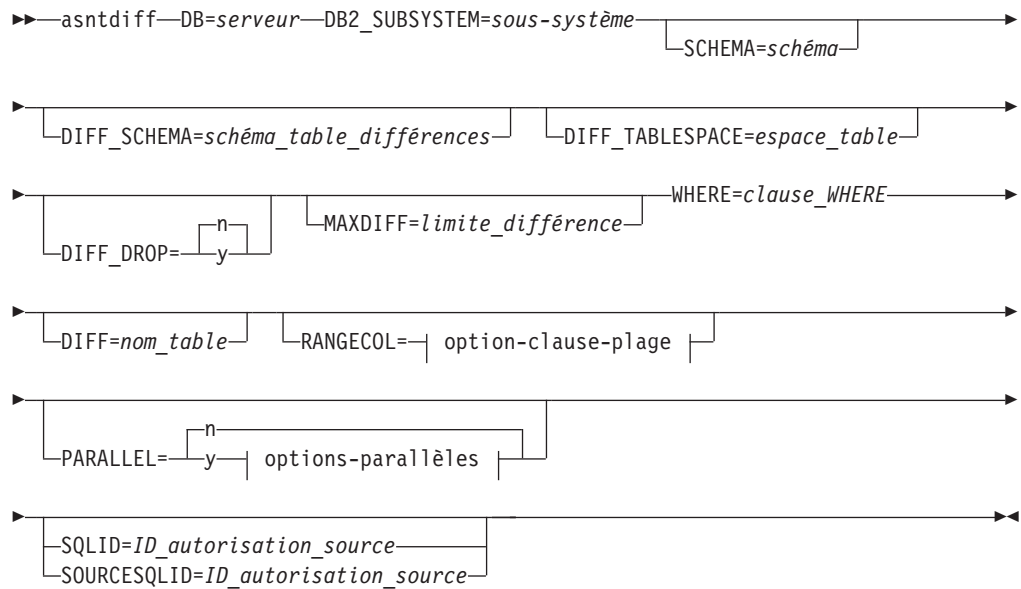 asntdiff DB=serveur DB2_SUBSYSTEM=sous-système
SCHEMA=schéma
DIFF_SCHEMA=schéma_table_différences DIFF_TABLESPACE=espace_table
WHERE=clause_WHERE
n
MAXDIFF=limite_différence
DIFF_DROP= y
DIFF=nom_table RANGECOL= option-clause-plage
n
PARALLEL= y options-parallèles
SQLID=ID_autorisation_source
SOURCESQLID=ID_autorisation_source